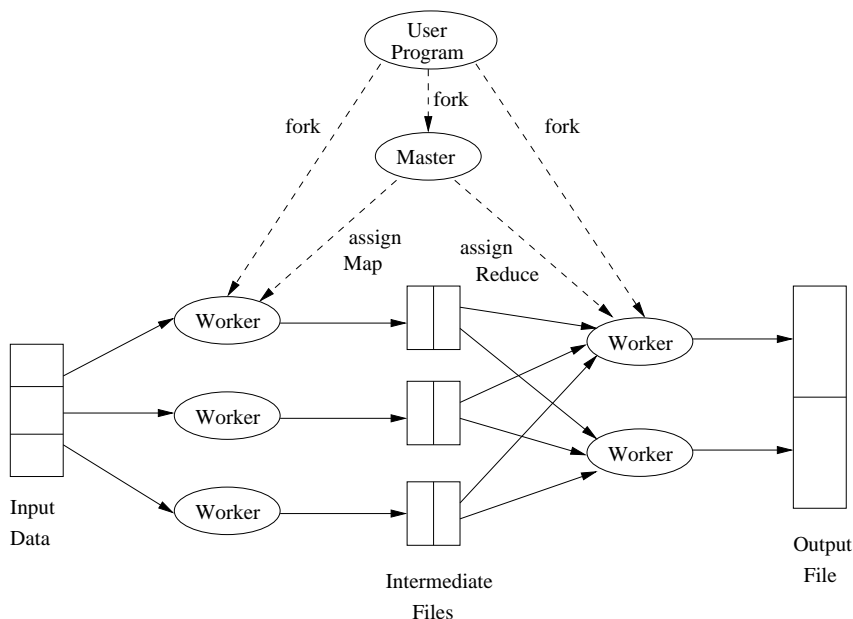 User
Program
fork
fork
fork
Master
assign
Map
assign
Reduce
Worker
Worker
Worker
Worker
Worker
Input
Data
Intermediate
Files
Output
File